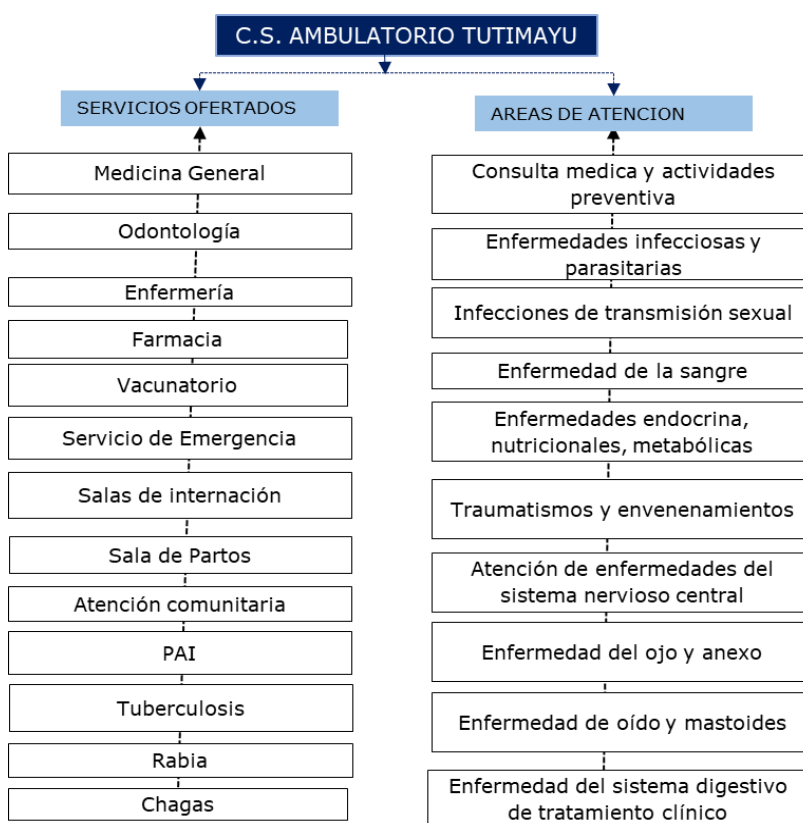 C.S. AMBULATORIO TUTIMAYU
SERVICIOS OFERTADOS
Medicina General
Odontología
Enfermería
Farmacia
Vacunatorio
Servicio de Emergencia
Salas de internación
Sala de Partos
Atención comunitaria
PAI
Tuberculosis
Rabia
Chagas
AREAS DE ATENCION
Consulta medica y actividades
preventiva
Enfermedades infecciosas y
parasitarias
Infecciones de transmisión sexual
Enfermedad de la sangre
Enfermedades endocrina,
nutricionales, metabólicas
Traumatismos y envenenamientos
Atención de enfermedades del
sistema nervioso central
Enfermedad del ojo y anexo
Enfermedad de oído y mastoides
Enfermedad del sistema digestivo
de tratamiento clínico